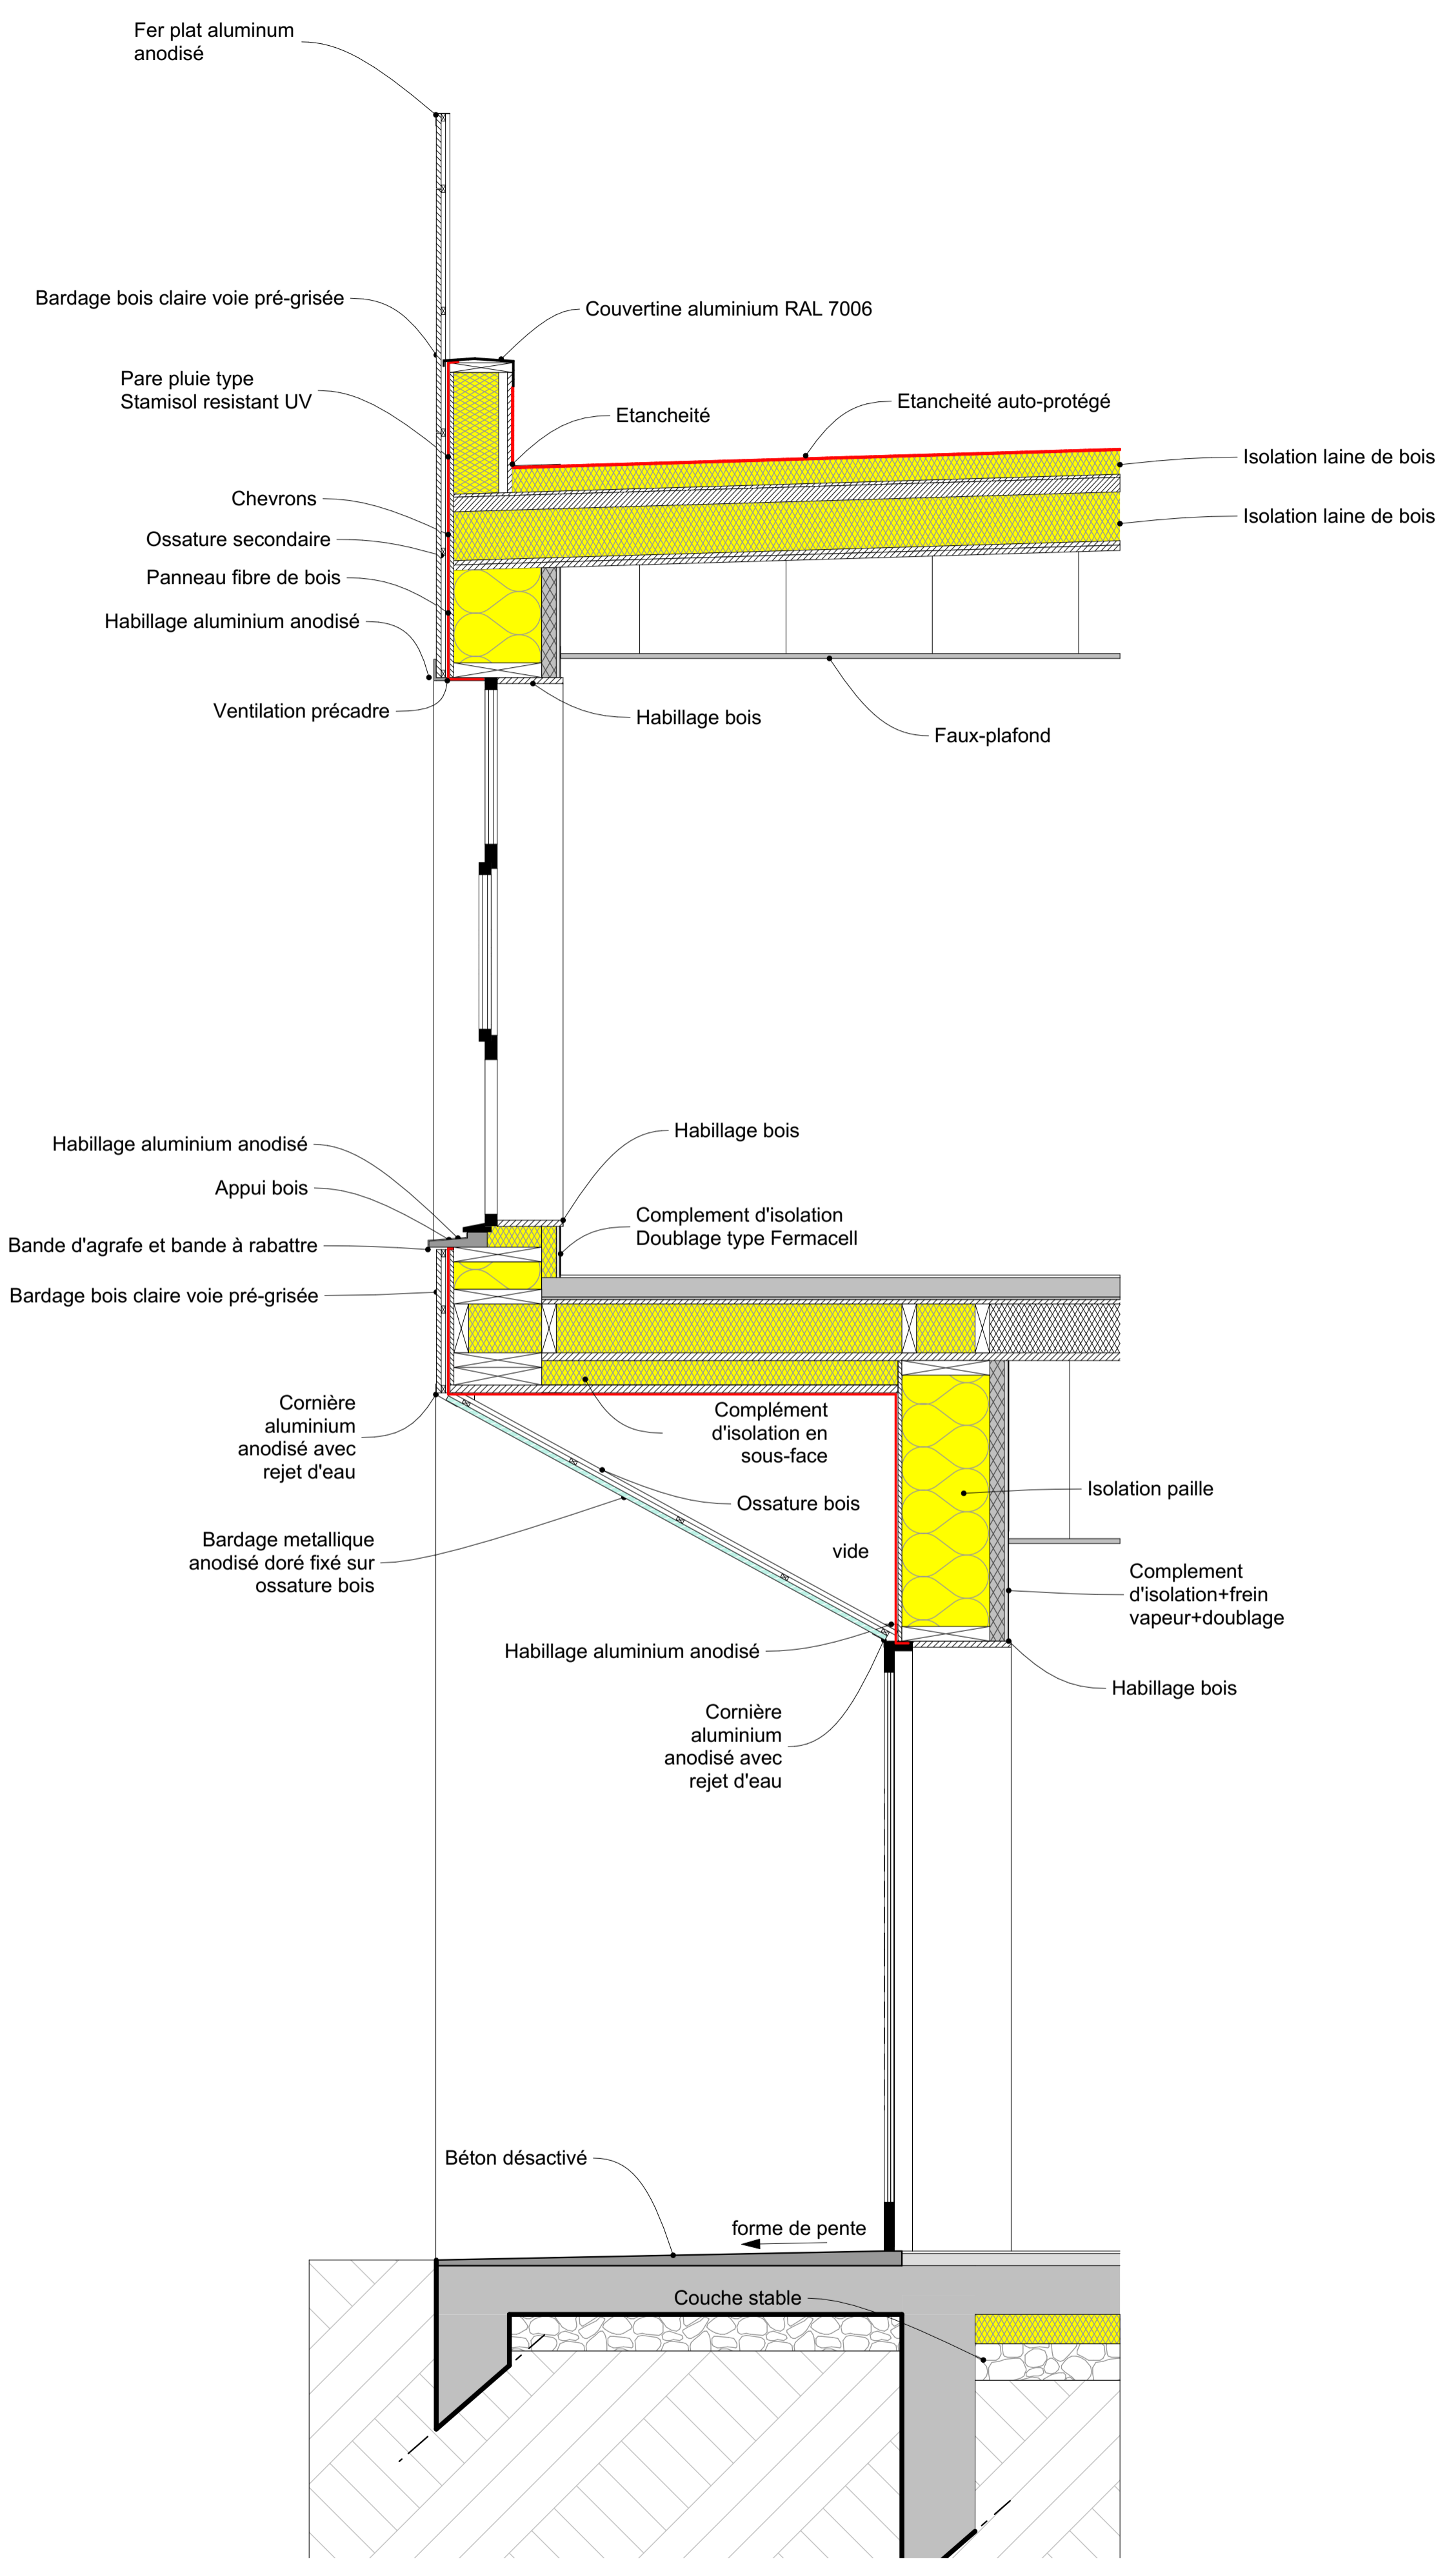 Fer plat aluminum
anodisé
Bardage bois claire voie pré-grisée
Couvertine aluminium RAL 7006
Pare pluie type
Stamisol resistant UV
Etancheité
Etancheité auto-protégé
Isolation laine de bois
Chevrons
Isolation laine de bois
Ossature secondaire
Panneau fibre de bois
Habillage aluminium anodisé
Ventilation précadre
Habillage bois
Faux-plafond
Habillage aluminium anodisé
Habillage bois
Appui bois
Complement d'isolation
Doublage type Fermacell
Bande d'agrafe et bande à rabattre
Bardage bois claire voie pré-grisée
Cornière
aluminium
anodisé avec
rejet d'eau
Complément
d'isolation en
sous-face
Isolation paille
Ossature bois
Bardage metallique
anodisé doré fixé sur
ossature bois
vide
Complement
d'isolation+frein
vapeur+doublage
Habillage aluminium anodisé
Habillage bois
Cornière
aluminium
anodisé avec
rejet d'eau
Béton désactivé
forme de pente
Couche stable